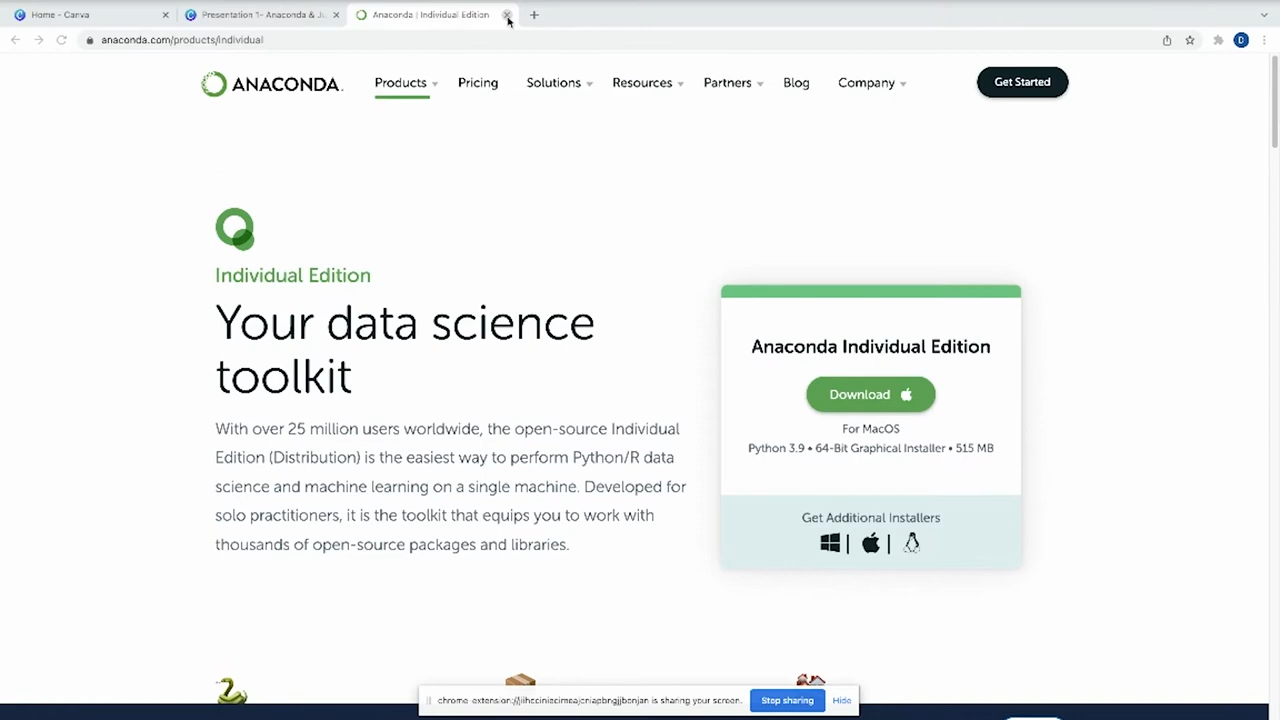 Home - Canva
Presentation 1- Anaconda & Ju
Anaconda | Individual Edition
anaconda.com/products/individual
D
ANACONDA.
Products
Pricing
Solutions
Resources
Partners
Blog
Company
Get Started
Individual Edition
Your data science
toolkit
With over 25 million users worldwide, the open-source Individual
Edition (Distribution) is the easiest way to perform Python/R data
science and machine learning on a single machine. Developed for
solo practitioners, it is the toolkit that equips you to work with
thousands of open-source packages and libraries.
Anaconda Individual Edition
Download
For MacOS
Python 3.9 • 64-Bit Graphical Installer • 515 MB
Get Additional Installers
is sharing your screen.
Stop sharing
Hide